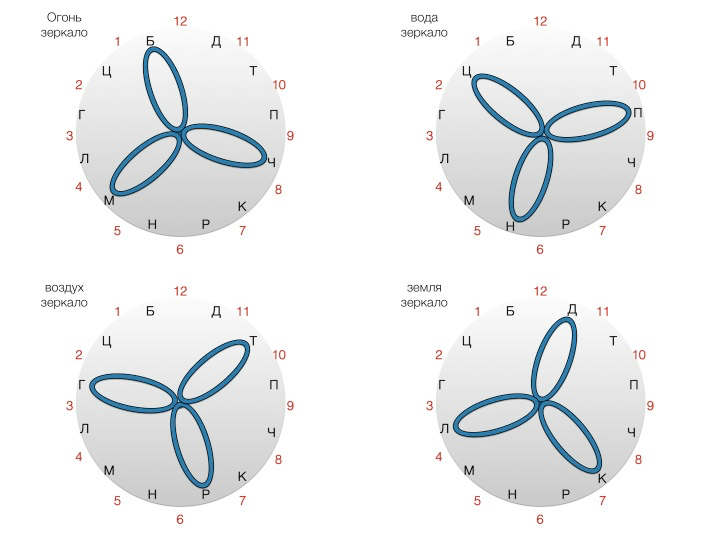 Огонь
зеркало
12
1
Б
Д
11
Ц
Т
2
10
Г
П
3
9
Л
Ч
4
8
М
К
5
Н
Р
7
6
вода
зеркало
12
1
Б
Д
11
Ц
Т
2
10
Г
П
3
9
Л
Ч
4
8
М
К
5
Н
Р
7
6
воздух
зеркало
12
1
Б
Д
11
Ц
Т
2
10
Г
П
3
9
Л
Ч
4
8
М
К
5
Н
Р
7
6
земля
зеркало
12
1
Б
Д
11
Ц
Т
2
10
Г
П
3
9
Л
Ч
4
8
М
К
5
Н
Р
7
6